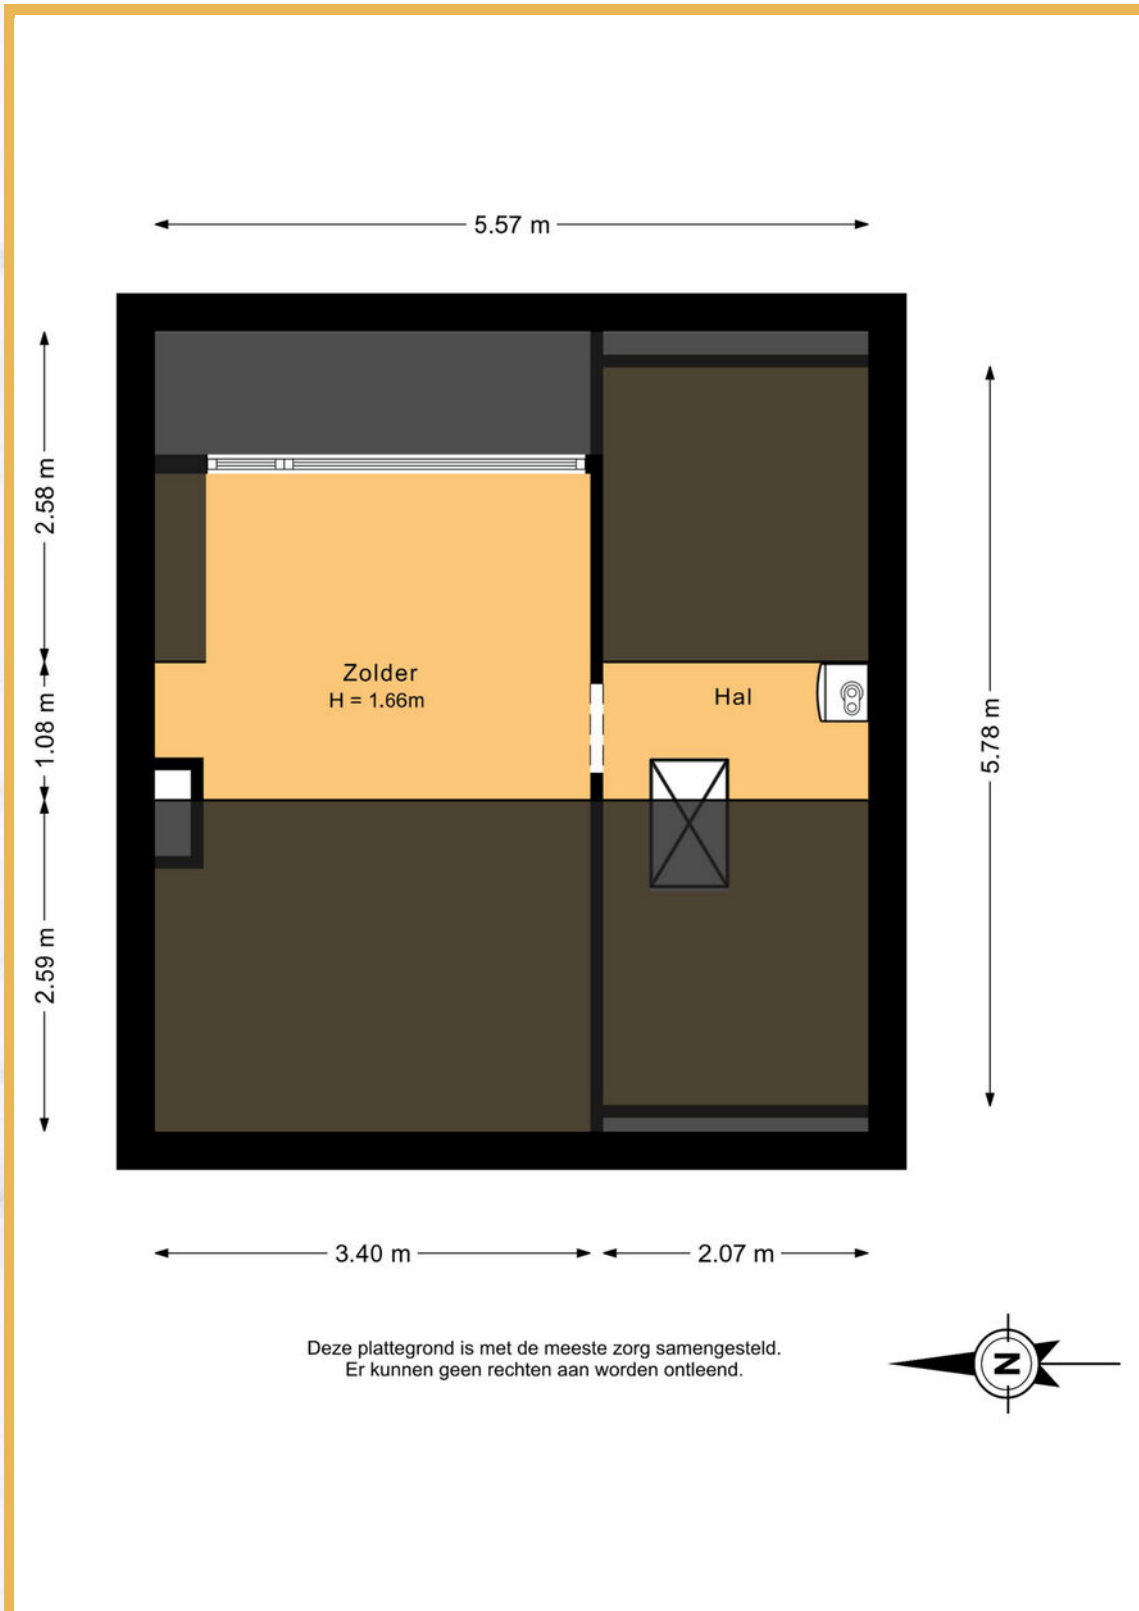 5.57 m
2.58 m
1.08 m
2.59 m
5.78 m
Zolder
H = 1.66m
Hal
3.40 m
2.07 m
Deze plattegrond is met de meeste zorg samengesteld.
Er kunnen geen rechten aan worden ontleend.
N